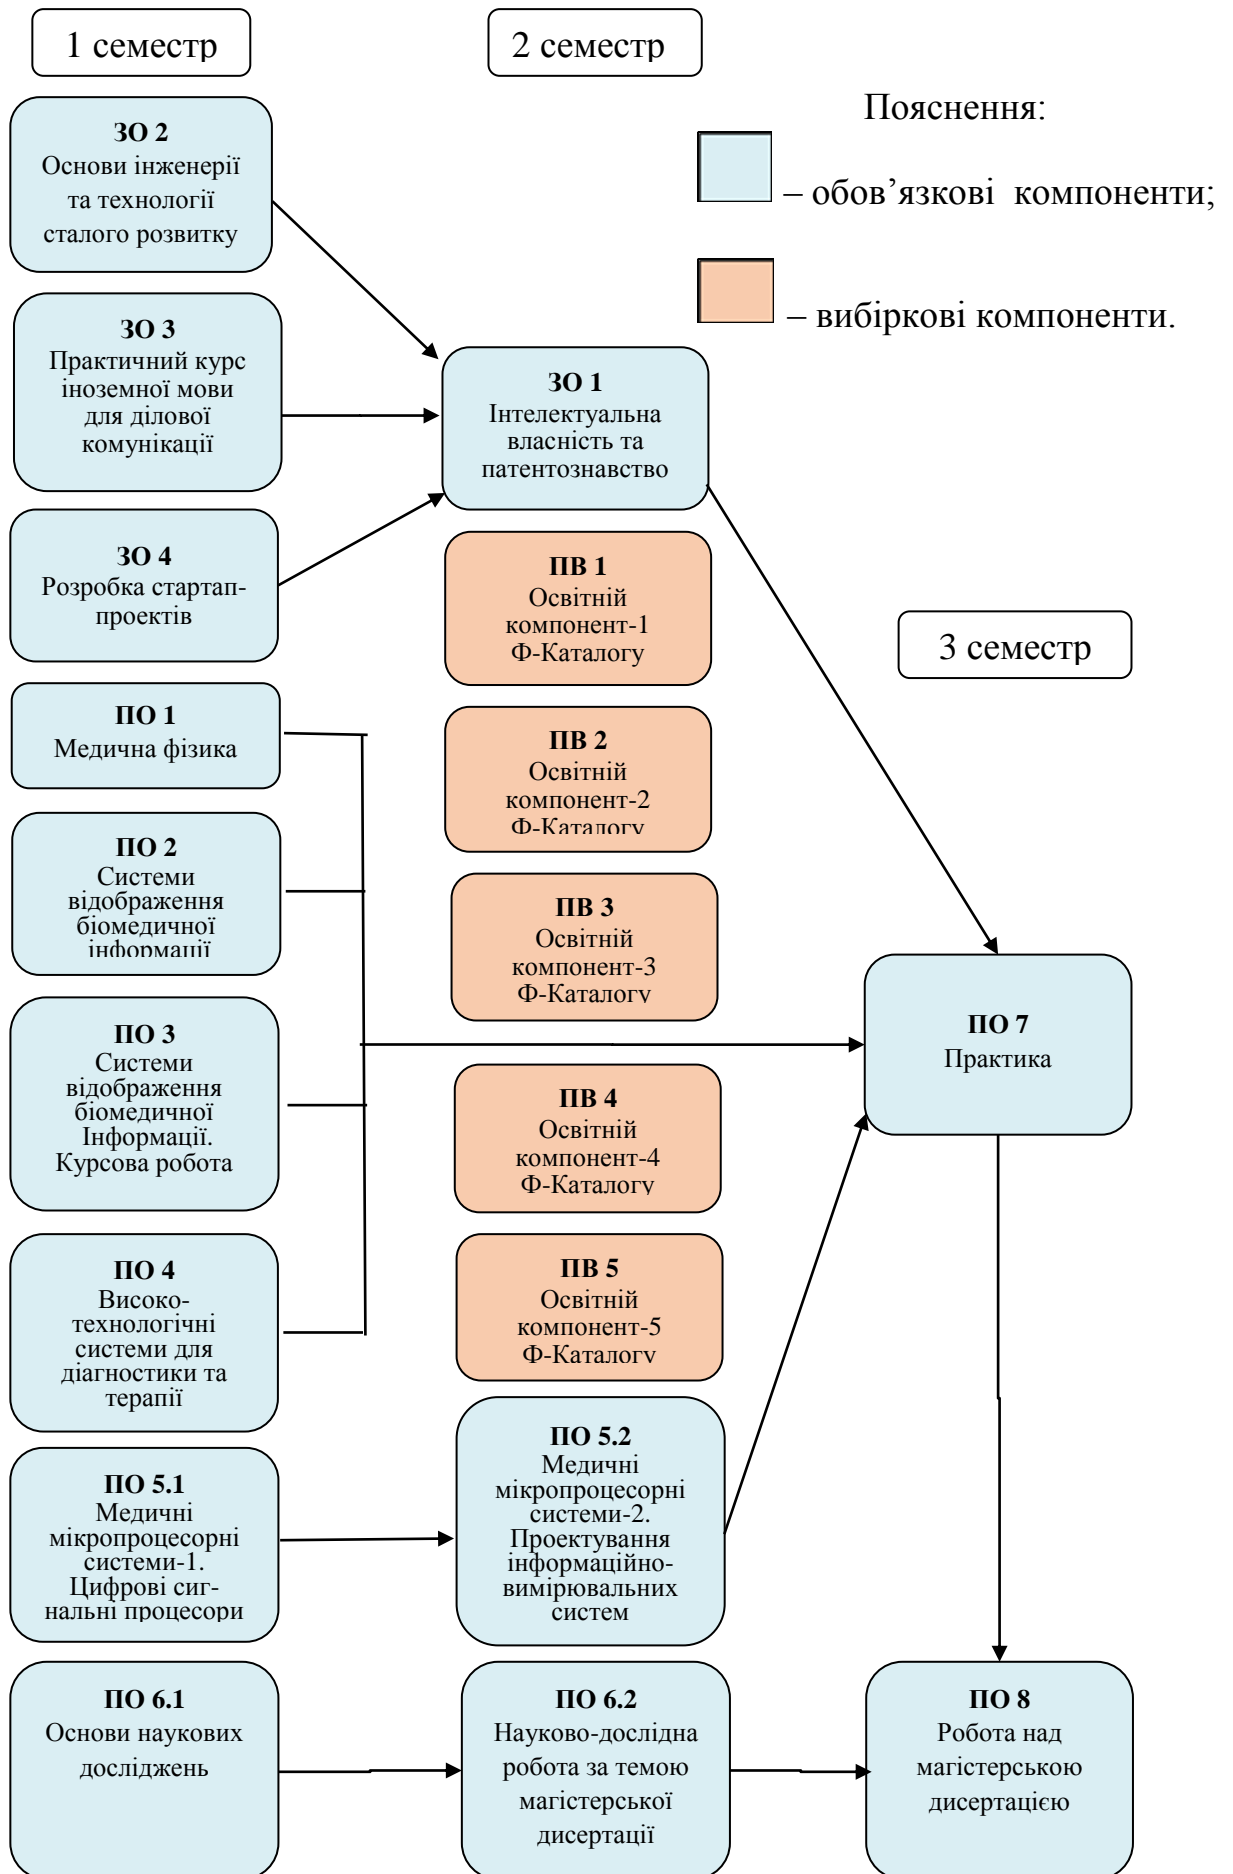 1 семестр
2 семестр
Пояснення:
– обов’язкові компоненти;
– вибіркові компоненти.
ЗО 2
Основи інженерії
та технології
сталого розвитку
ЗО 3
Практичний курс
іноземної мови
для ділової
комунікації
ЗО 4
Розробка стартап-
проектів
ПО 1
Медична фізика
ПО 2
Системи
відображення
біомедичної
інформації
ПО 3
Системи
відображення
біомедичної
Інформації.
Курсова робота
ПО 4
Високо-
технологічні
системи для
діагностики та
терапії
ПО 5.1
Медичні
мікропроцесорні
системи-1.
Цифрові сиг-
нальні процесори
ПО 6.1
Основи наукових
досліджень
ЗО 1
Інтелектуальна
власність та
патентознавство
ПВ 1
Освітній
компонент-1
Ф-Каталогу
ПВ 2
Освітній
компонент-2
Ф-Каталогу
ПВ 3
Освітній
компонент-3
Ф-Каталогу
ПВ 4
Освітній
компонент-4
Ф-Каталогу
ПВ 5
Освітній
компонент-5
Ф-Каталогу
ПО 5.2
Медичні
мікропроцесорні
системи-2.
Проектування
інформаційно-
вимірювальних
систем
ПО 6.2
Науково-дослідна
робота за темою
магістерської
дисертації
3 семестр
ПО 7
Практика
ПО 8
Робота над
магістерською
дисертацією